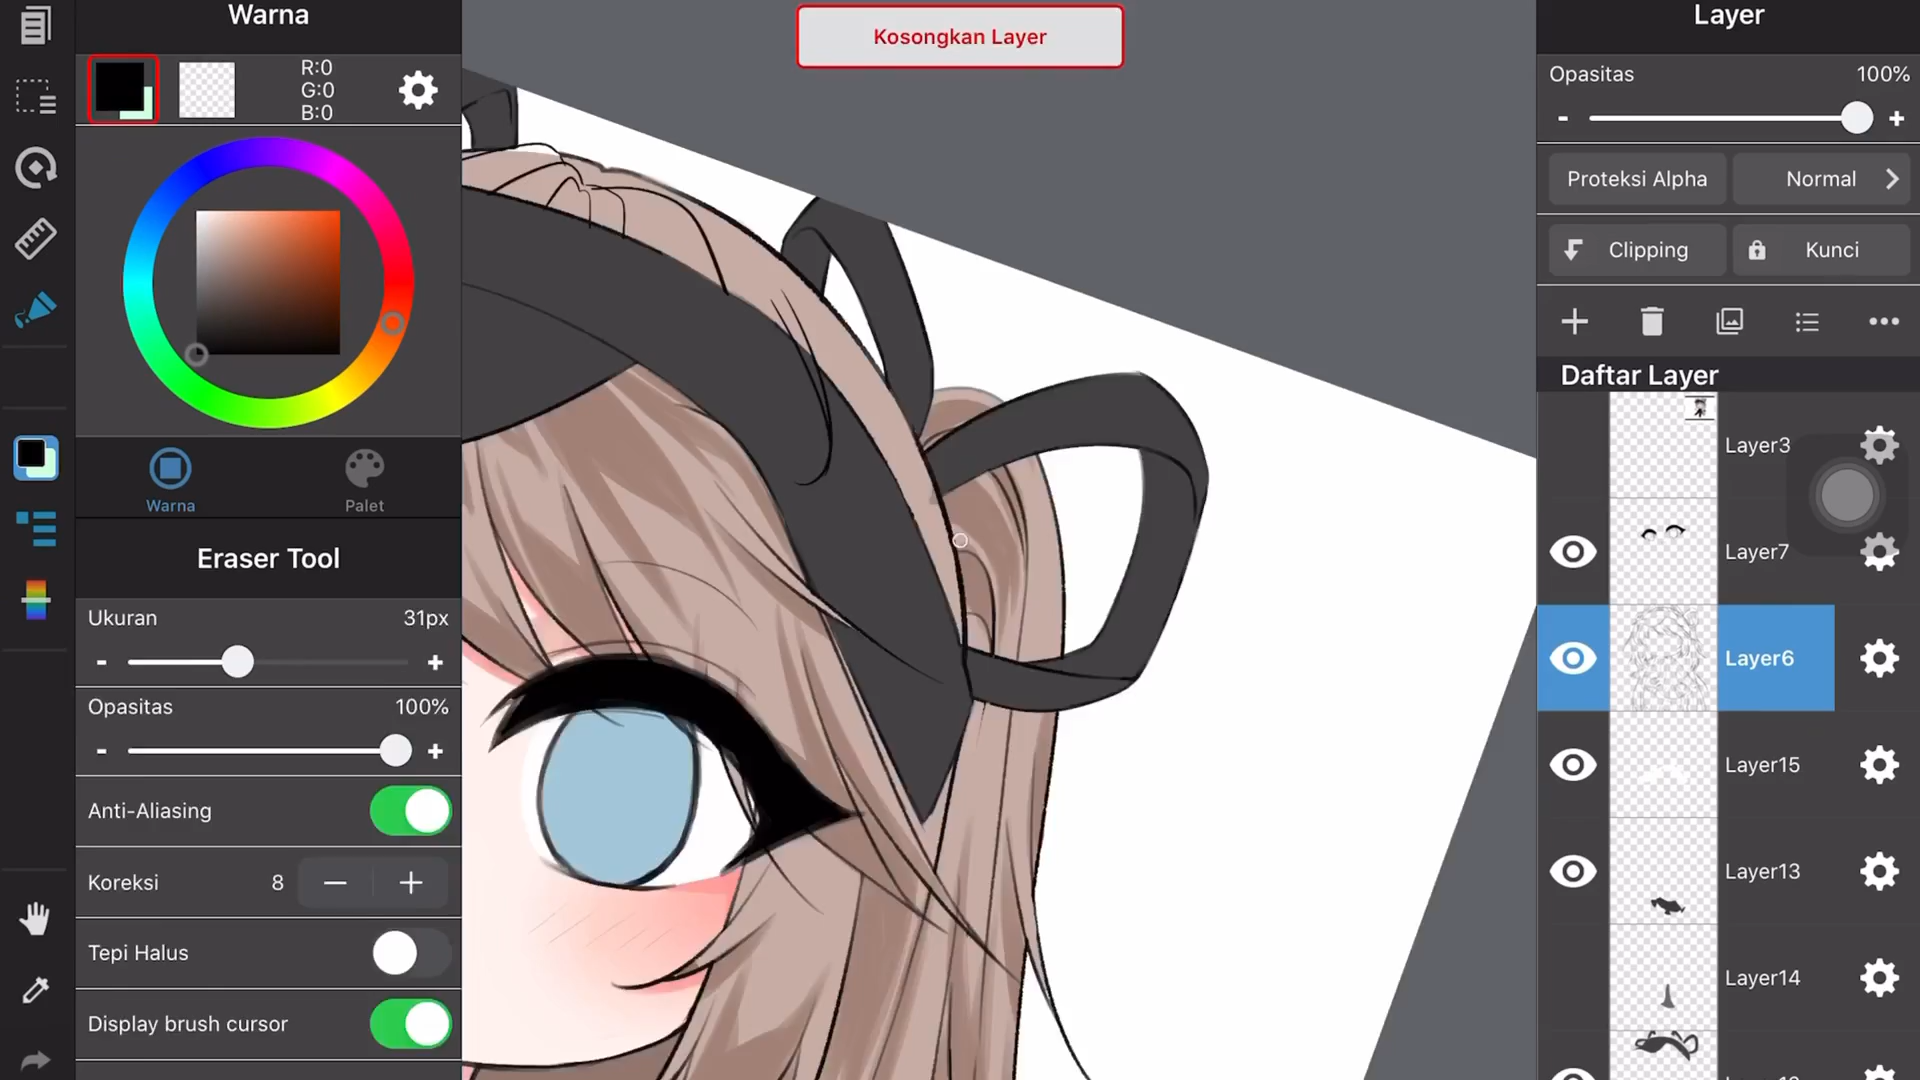 Warna
R:0
G:0
B:0
Warna
Palet
Eraser Tool
Ukuran
31px
-
+
Opasitas
100%
-
+
Anti-Aliasing
Koreksi
8
Tepi Halus
Display brush cursor
Kosongkan Layer
Layer
Opasitas
100%
-
+
Proteksi Alpha
Normal
Clipping
Kunci
Daftar Layer
Layer3
Layer7
Layer6
Layer15
Layer13
Layer14